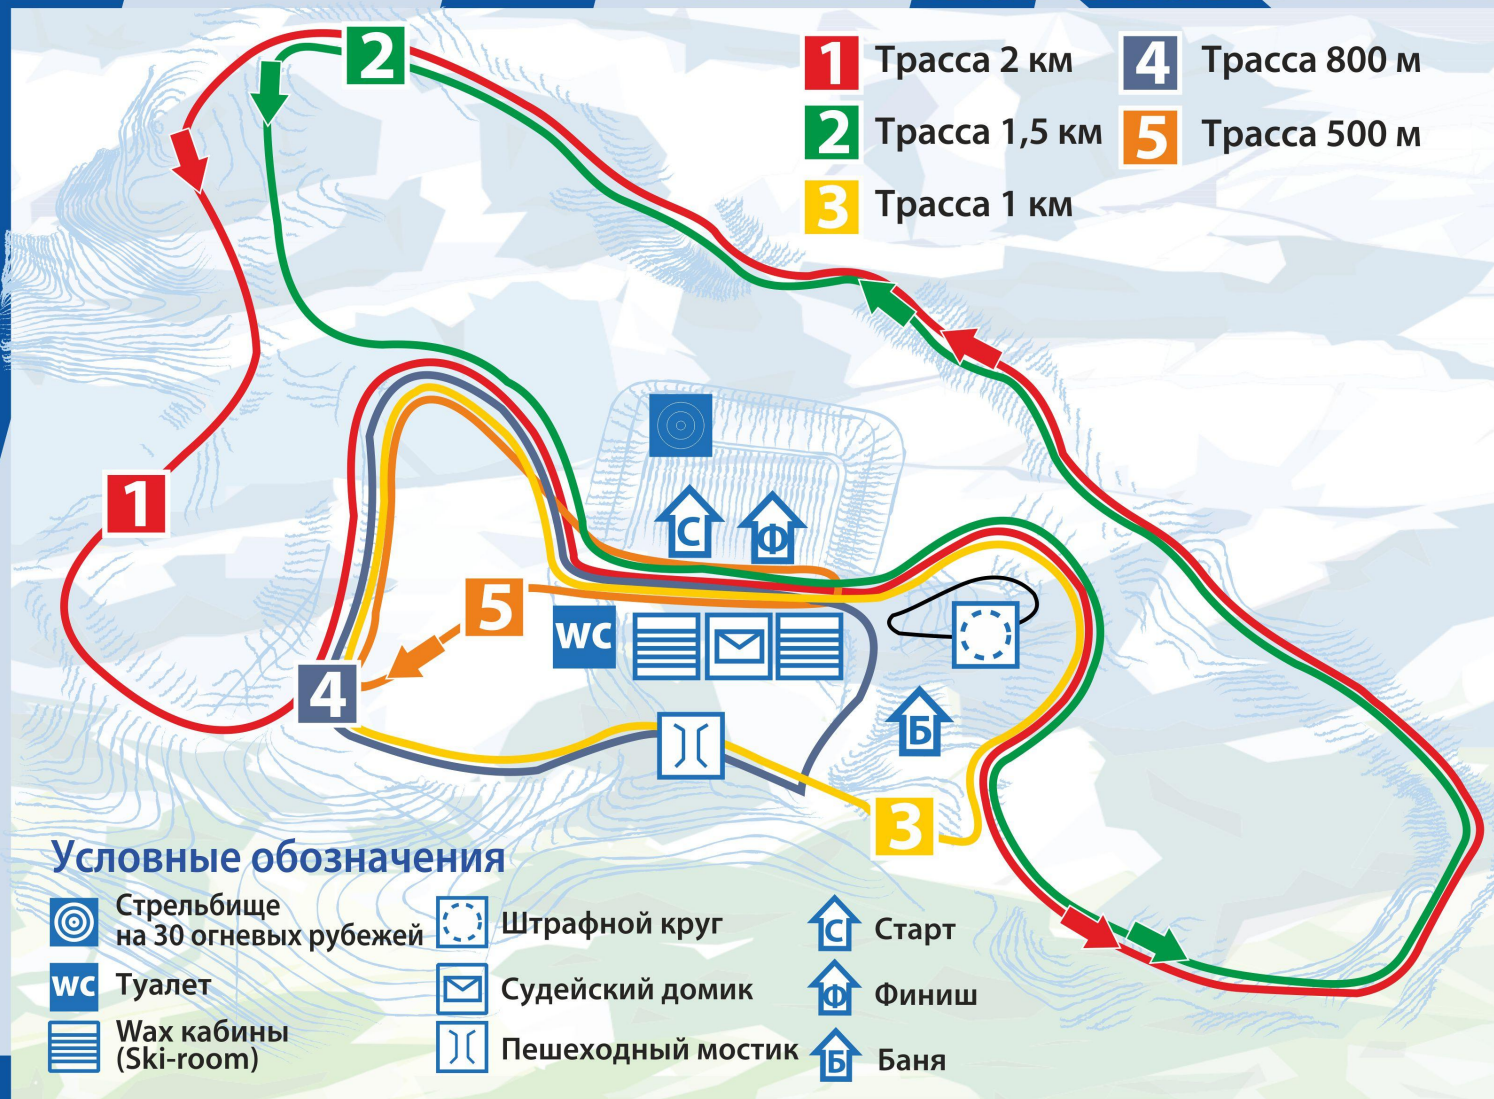 1 Трасса 2 км
2 Трасса 1,5 км
3 Трасса 1 км
4 Трасса 800 м
5 Трасса 500 м
2
1
С
Ф
5
WC
4
Б
3
Условные обозначения
Стрельбище
на 30 огневых рубежей
WC Туалет
Wax кабины
(Ski-room)
Штрафной круг
Судейский домик
Пешеходный мостик
С Старт
Ф Финиш
Б Баня